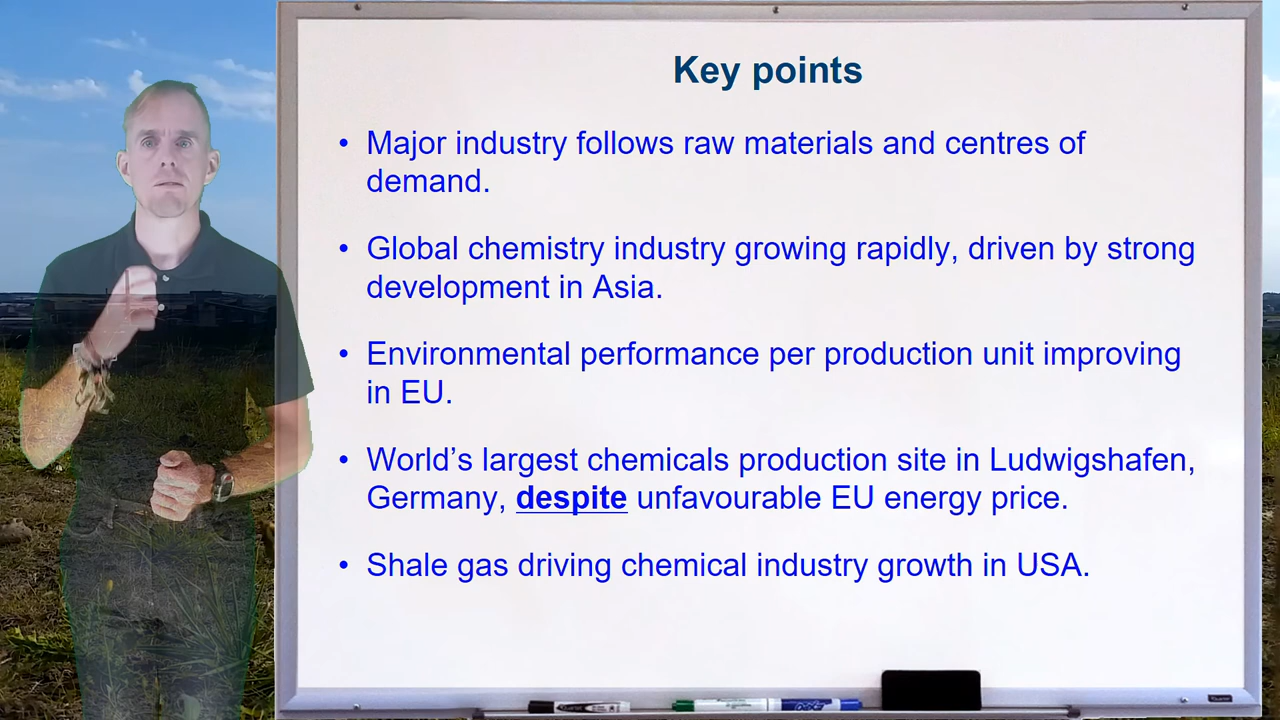 Key points
• Major industry follows raw materials and centres of
demand.
• Global chemistry industry growing rapidly, driven by strong
development in Asia.
• Environmental performance per production unit improving
in EU.
• World’s largest chemicals production site in Ludwigshafen,
Germany, despite unfavourable EU energy price.
• Shale gas driving chemical industry growth in USA.